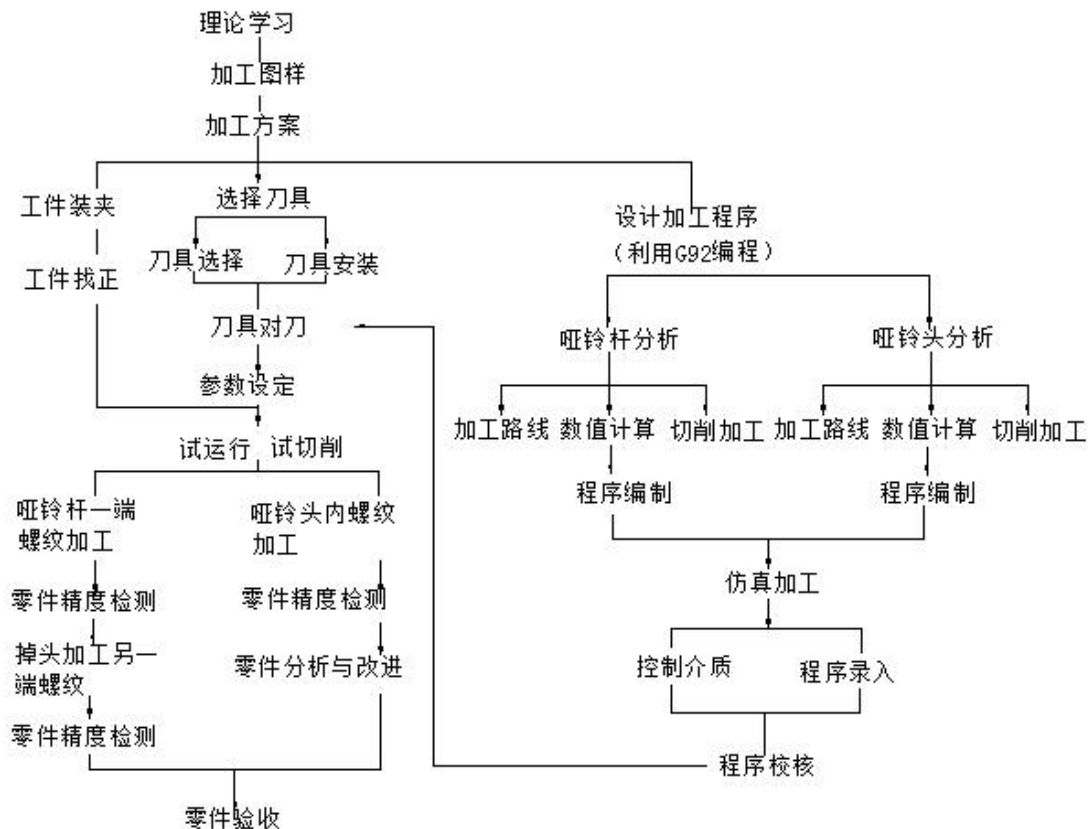 理论学习
加工图样
加工方案
工件装夹
选择刀具
设计加工程序
(利用G92编程)
刀具选择
刀具安装
工件找正
刀具对刀
哑铃杆分析
哑铃头分析
参数设定
加工路线
数值计算
切削加工
加工路线
数值计算
切削加工
试运行
试切削
程序编制
程序编制
哑铃杆一端
螺纹加工
哑铃头内螺纹
加工
仿真加工
零件精度检测
零件精度检测
掉头加工另一
端螺纹
零件分析与改进
控制介质
程序录入
零件精度检测
程序校核
零件验收